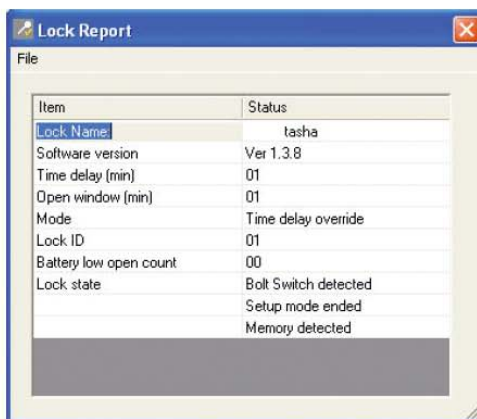 Lock Report
File
Item Status
Lock Name: tasha
Software version Ver 1.3.8
Time delay (min) 01
Open window (min) 01
Mode Time delay override
Lock ID 01
Battery low open count 00
Lock state Bolt Switch detected
Setup mode ended
Memory detected